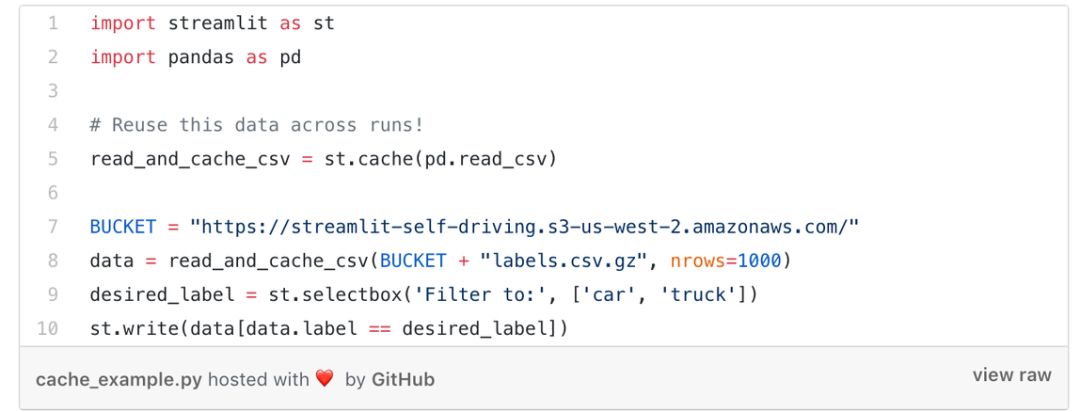 1 import streamlit as st
2 import pandas as pd
3
4 # Reuse this data across runs!
5 read_and_cache_csv = st.cache(pd.read_csv)
6
7 BUCKET = "https://streamlit-self-driving.s3-us-west-2.amazonaws.com/"
8 data = read_and_cache_csv(BUCKET + "labels.csv.gz", nrows=1000)
9 desired_label = st.selectbox('Filter to:', ['car', 'truck'])
10 st.write(data[data.label == desired_label])
cache_example.py hosted with ❤ by GitHub view raw